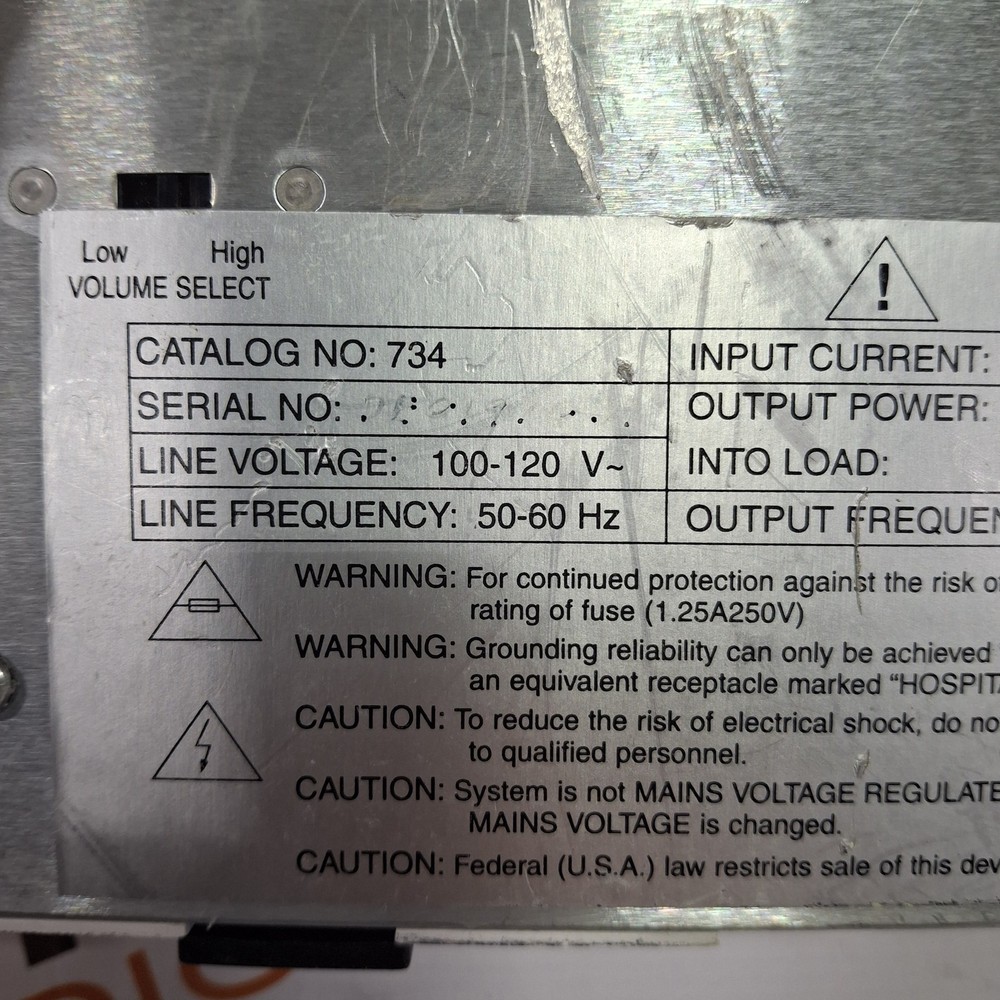 Low High
VOLUME SELECT
!
CATALOG NO: 734
INPUT CURRENT:
SERIAL NO:
OUTPUT POWER:
LINE VOLTAGE: 100-120 V~
INTO LOAD:
LINE FREQUENCY: 50-60 Hz
OUTPUT FREQUEN
WARNING: For continued protection against the risk o
rating of fuse (1.25A250V)
WARNING: Grounding reliability can only be achieved
an equivalent receptacle marked “HOSPITA
CAUTION: To reduce the risk of electrical shock, do no
to qualified personnel.
CAUTION: System is not MAINS VOLTAGE REGULATE
MAINS VOLTAGE is changed.
CAUTION: Federal (U.S.A.) law restricts sale of this dev